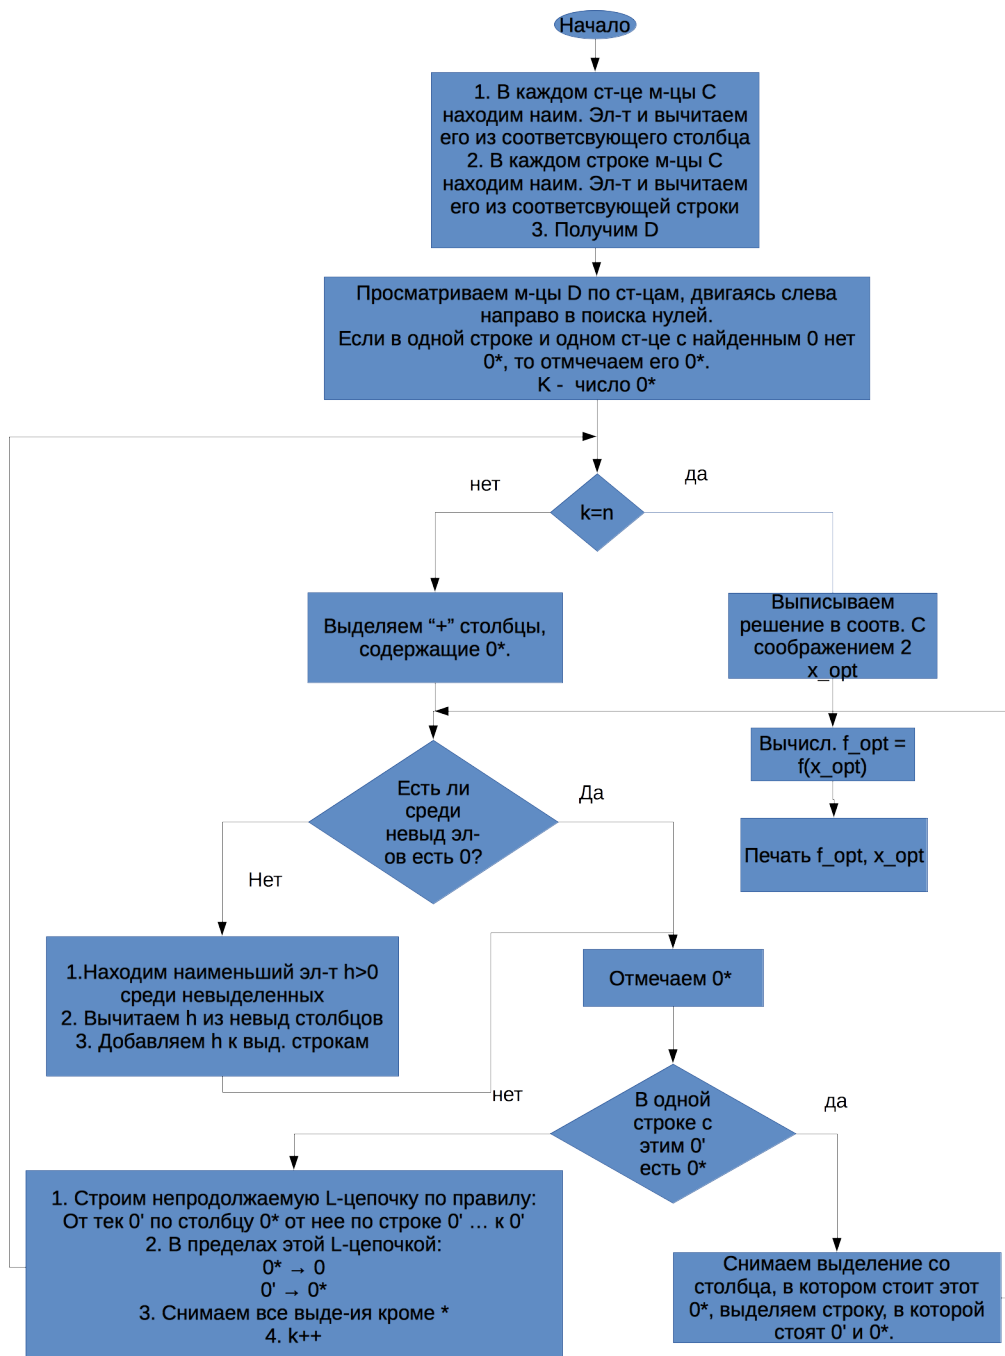 Начало
1. В каждом ст-це м-цы С
находим наим. Эл-т и вычитаем
его из соответсвующего столбца
2. В каждом строке м-цы С
находим наим. Эл-т и вычитаем
его из соответсвующей строки
3. Получим D
Просматриваем м-цы D по ст-цам, двигаясь слева
направо в поиска нулей.
Если в одной строке и одном ст-це с найденным 0 нет
0*, то отмчечаем его 0*.
K - число 0*
нет
да
k=n
Выделяем “+” столбцы,
содержащие 0*.
Выписываем
решение в соотв. С
соображением 2
x_opt
Вычисл. f_opt =
f(x_opt)
Печать f_opt, x_opt
Есть ли
среди
невыд эл-
ов есть 0?
Да
Нет
1.Находим наименьший эл-т h>0
среди невыделенных
2. Вычитаем h из невыд столбцов
3. Добавляем h к выд. строкам
Отмечаем 0*
нет
да
В одной
строке с
этим 0'
есть 0*
1. Строим непродолжаемую L-цепочку по правилу:
От тек 0' по столбцу 0* от нее по строке 0' ... к 0'
2. В пределах этой L-цепочкой:
0* → 0
0' → 0*
3. Снимаем все выде-ия кроме *
4. k++
Снимаем выделение со
столбца, в котором стоит этот
0*, выделяем строку, в которой
стоят 0' и 0*.